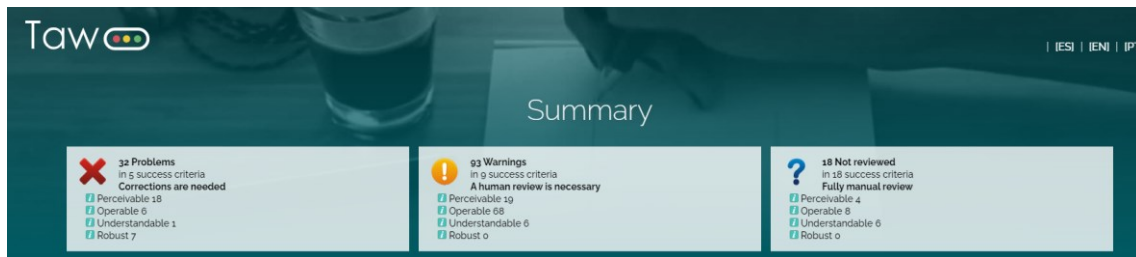 Taw
| [ES] | [EN] | [PT
Summary
32 Problems
in 5 success criteria
Corrections are needed
Perceivable 18
Operable 6
Understandable 1
Robust 7
93 Warnings
in 9 success criteria
A human review is necessary
Perceivable 19
Operable 68
Understandable 6
Robust 0
18 Not reviewed
in 18 success criteria
Fully manual review
Perceivable 4
Operable 8
Understandable 6
Robust 0